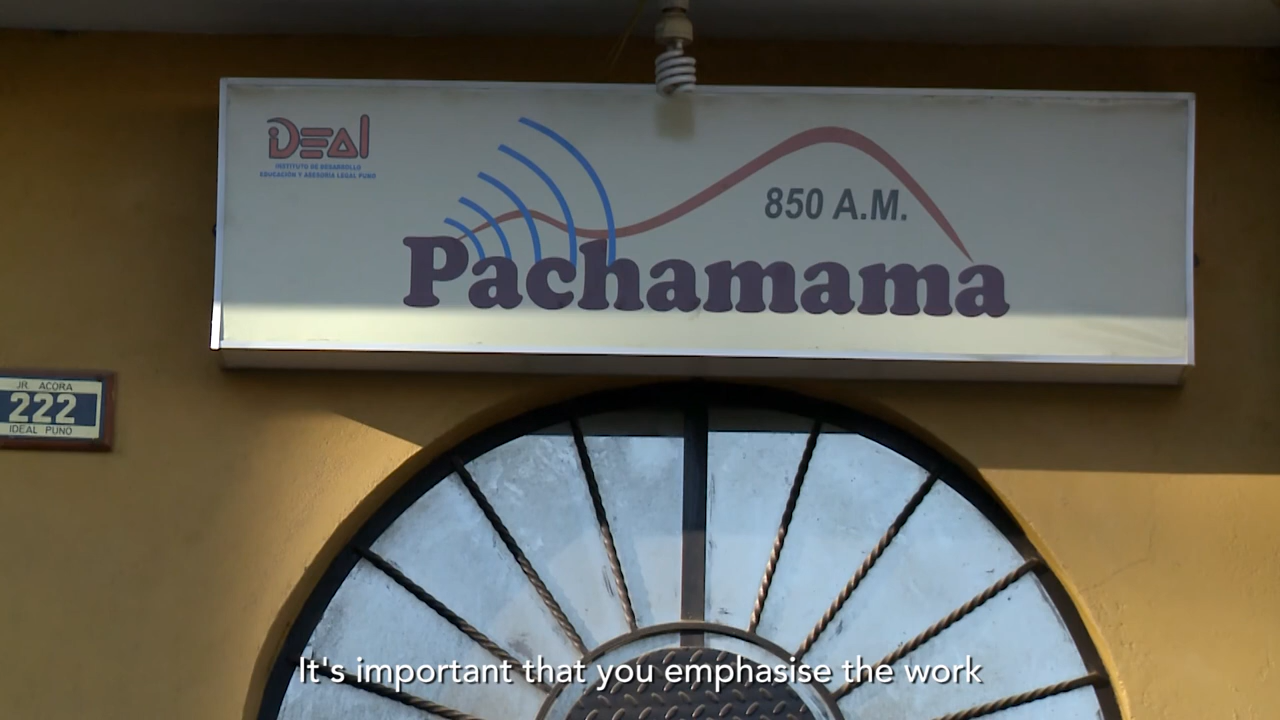 iDEAL
INSTITUTO DE DESARROLLO
EDUCACIÓN Y ASESORÍA LEGAL PUNO
850 A.M.
Pachamama
JR. ACORA
222
IDEAL PUNO
It's important that you emphasise the work